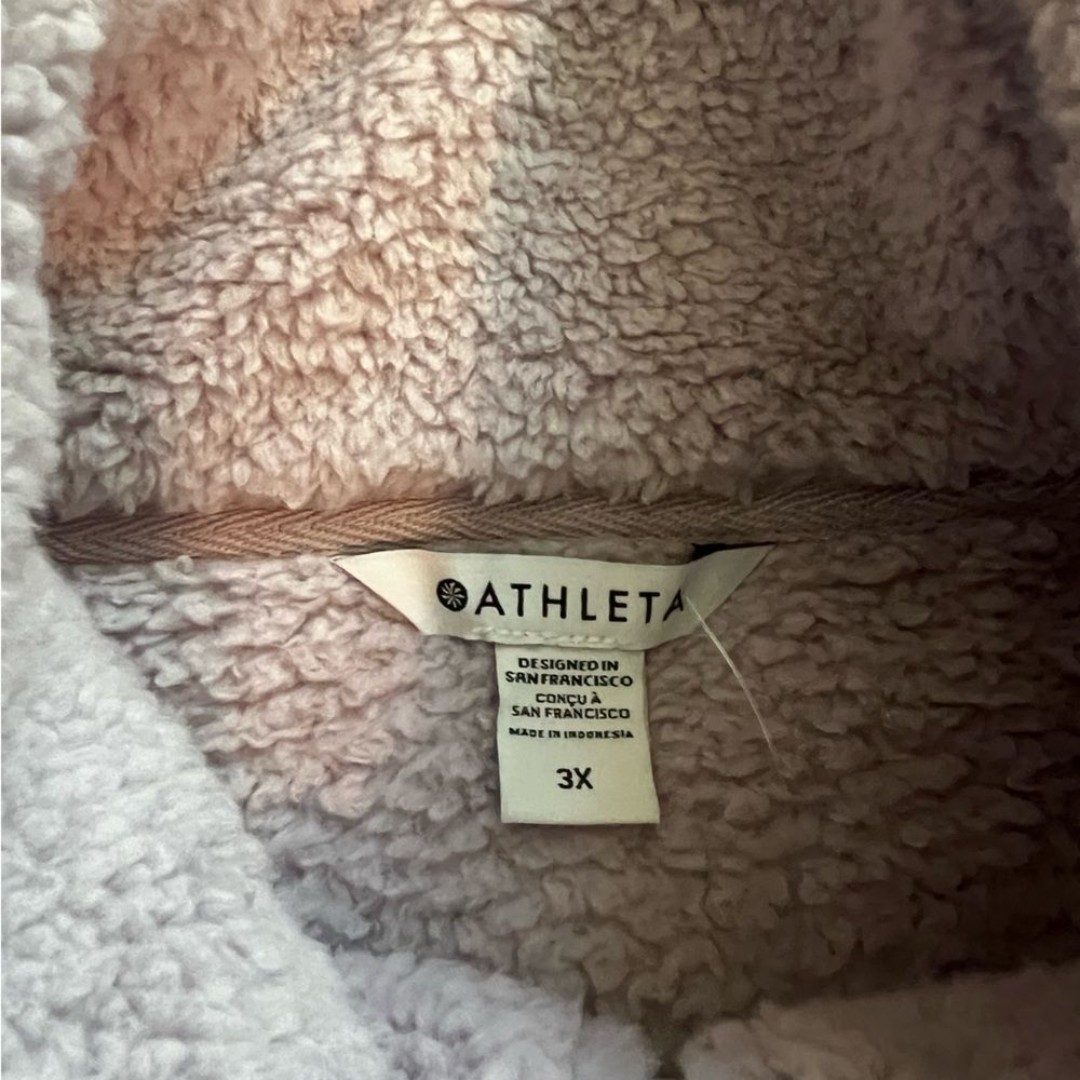 ATHLETA
DESIGNED IN
SAN FRANCISCO
CONÇU À
SAN FRANCISCO
MADE IN INDONESIA
3X